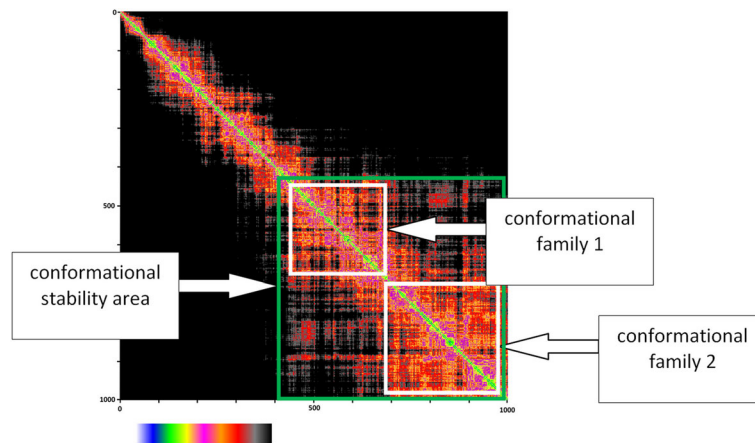 0
500
1000
0
500
1000
conformational
stability area
conformational
family 1
conformational
family 2